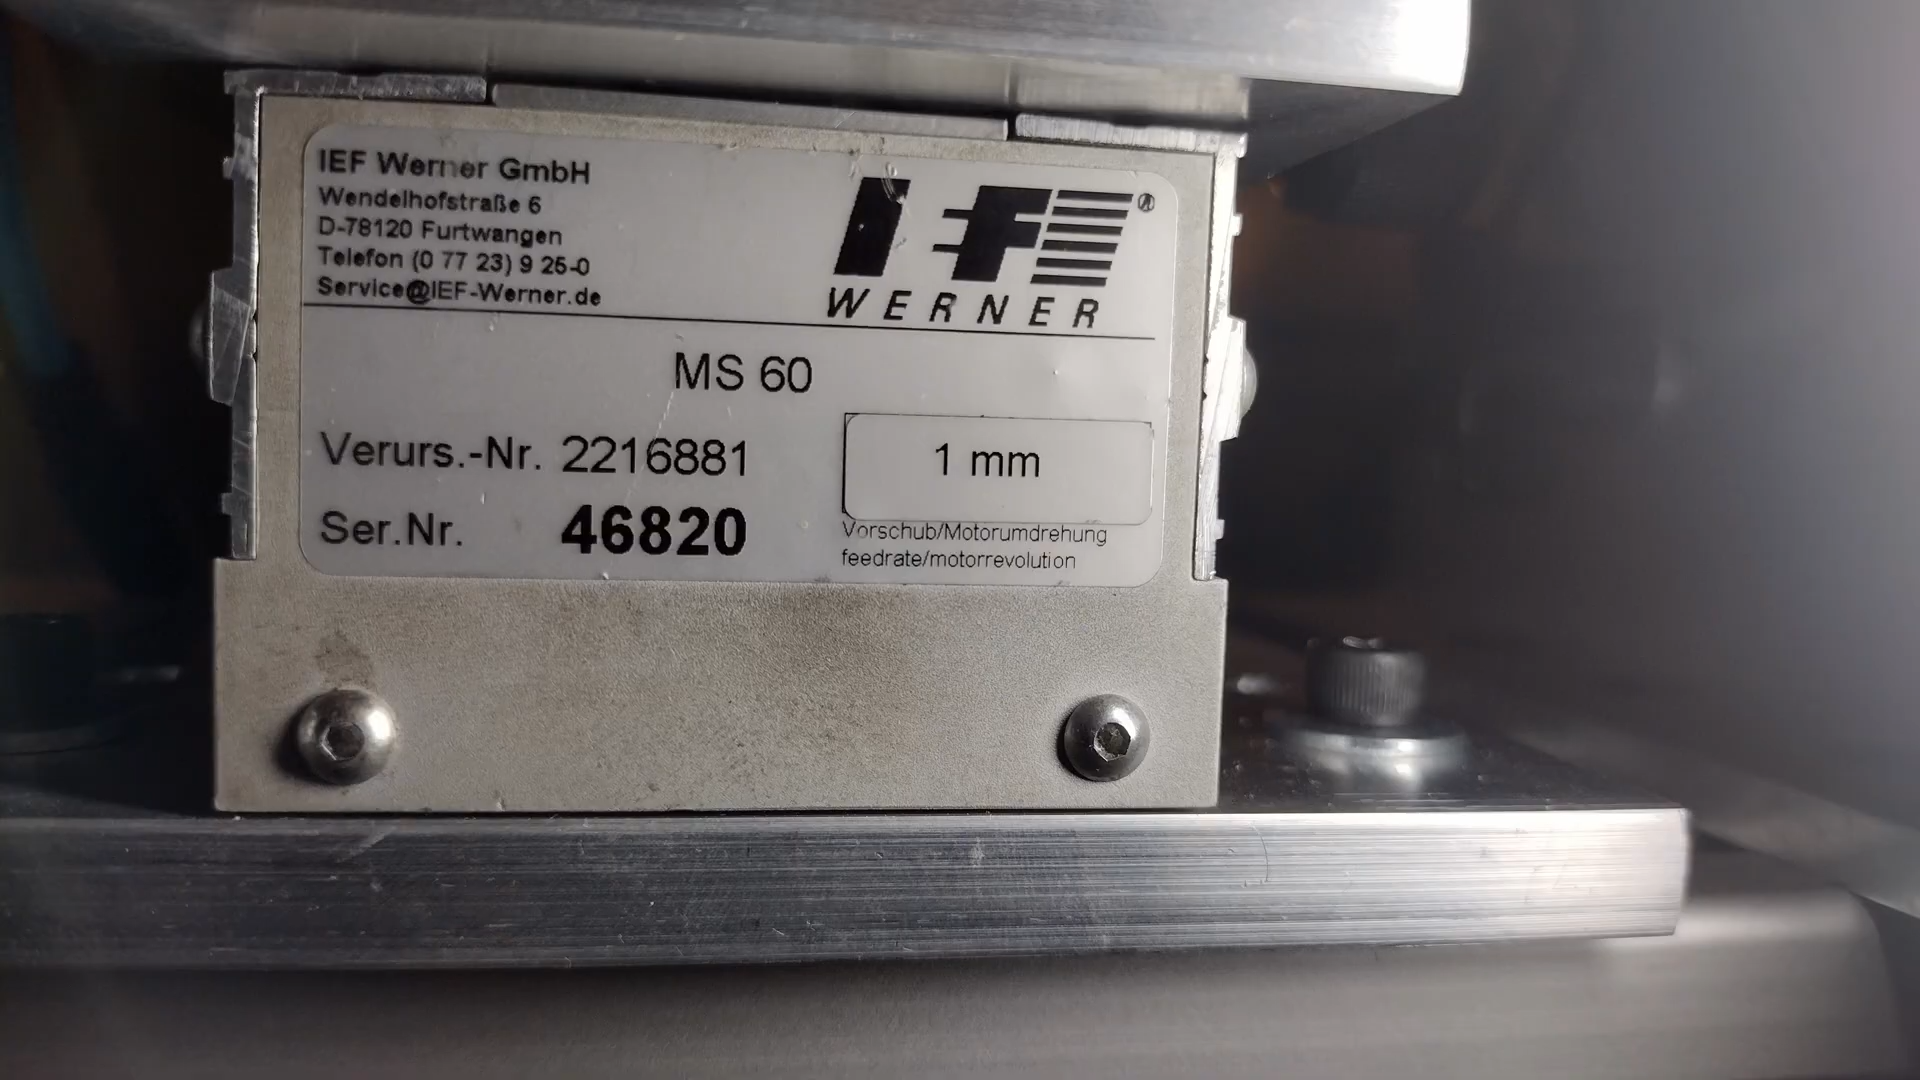 IEF Werner GmbH
Wendelhofstraße 6
D-78120 Furtwangen
Telefon (0 77 23) 9 25-0
Service@IEF-Werner.de
IEF®
WERNER
MS 60
Verurs.-Nr. 2216881
Ser.Nr. 46820
1 mm
Vorschub/Motorumdrehung
feedrate/motorrevolution